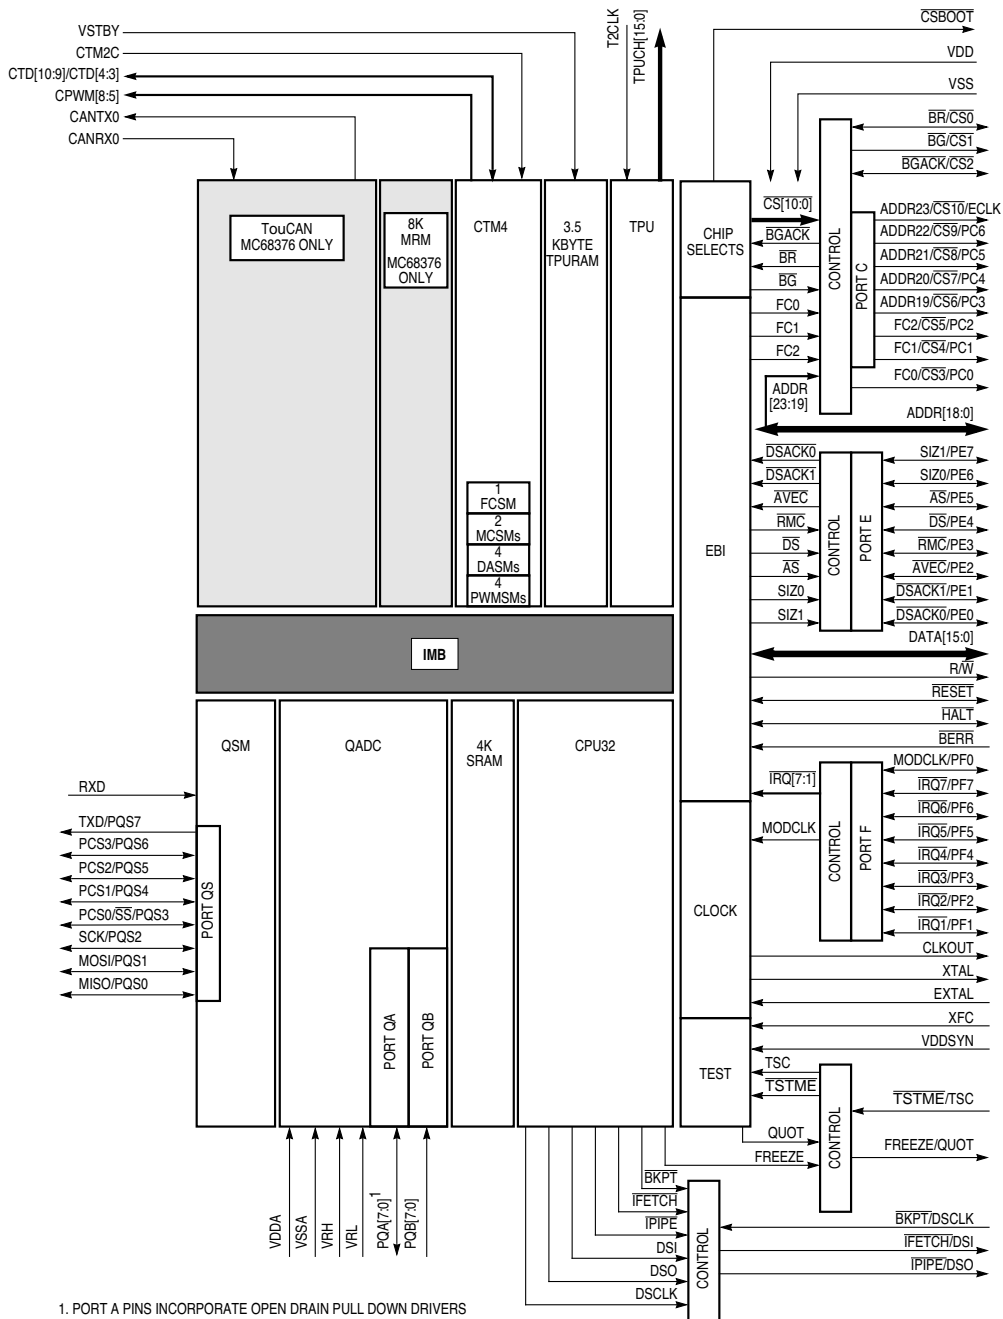 VSTBY
CTM2C
CTD[10:9]/CTD[4:3]
CPWM[8:5]
CANTX0
CANRX0
T2CLK
TPUCH[15:0]
CSBOOT
VDD
VSS
TouCAN
MC68376 ONLY
8K
MRM
MC68376
ONLY
CTM4
1
FCSM
2
MCSMs
4
DASMs
4
PWMSMs
3.5
KBYTE
TPURAM
TPU
CHIP
SELECTS
CS[10:0]
BGACK
BR
BG
FC0
FC1
FC2
ADDR
[23:19]
CONTROL
PORT C
BR/CS0
BG/CS1
BGACK/CS2
ADDR23/CS10/ECLK
ADDR22/CS9/PC6
ADDR21/CS8/PC5
ADDR20/CS7/PC4
ADDR19/CS6/PC3
FC2/CS5/PC2
FC1/CS4/PC1
FC0/CS3/PC0
ADDR[18:0]
EBI
DSACK0
DSACK1
AVEC
RMC
DS
AS
SIZ0
SIZ1
CONTROL
PORT E
SIZ1/PE7
SIZ0/PE6
AS/PE5
DS/PE4
RMC/PE3
AVEC/PE2
DSACK1/PE1
DSACK0/PE0
DATA[15:0]
R/W
RESET
HALT
BERR
IMB
QSM
QADC
4K
SRAM
CPU32
RXD
TXD/PQS7
PCS3/PQS6
PCS2/PQS5
PCS1/PQS4
PCS0/SS/PQS3
SCK/PQS2
MOSI/PQS1
MISO/PQS0
PORT QS
PORT QA
PORT QB
IRQ[7:1]
MODCLK
CONTROL
PORT F
MODCLK/PF0
IRQ7/PF7
IRQ6/PF6
IRQ5/PF5
IRQ4/PF4
IRQ3/PF3
IRQ2/PF2
IRQ1/PF1
CLOCK
CLKOUT
XTAL
EXTAL
XFC
VDDSYN
TEST
TSC
TSTME
QUOT
FREEZE
CONTROL
TSTME/TSC
FREEZE/QUOT
VDDA
VSSA
VRH
VRL
PQA[7:0]1
PQB[7:0]
BKPT
IFETCH
IPIPE
DSI
DSO
DSCLK
CONTROL
BKPT/DSCLK
IFETCH/DSI
IPIPE/DSO
1. PORT A PINS INCORPORATE OPEN DRAIN PULL DOWN DRIVERS